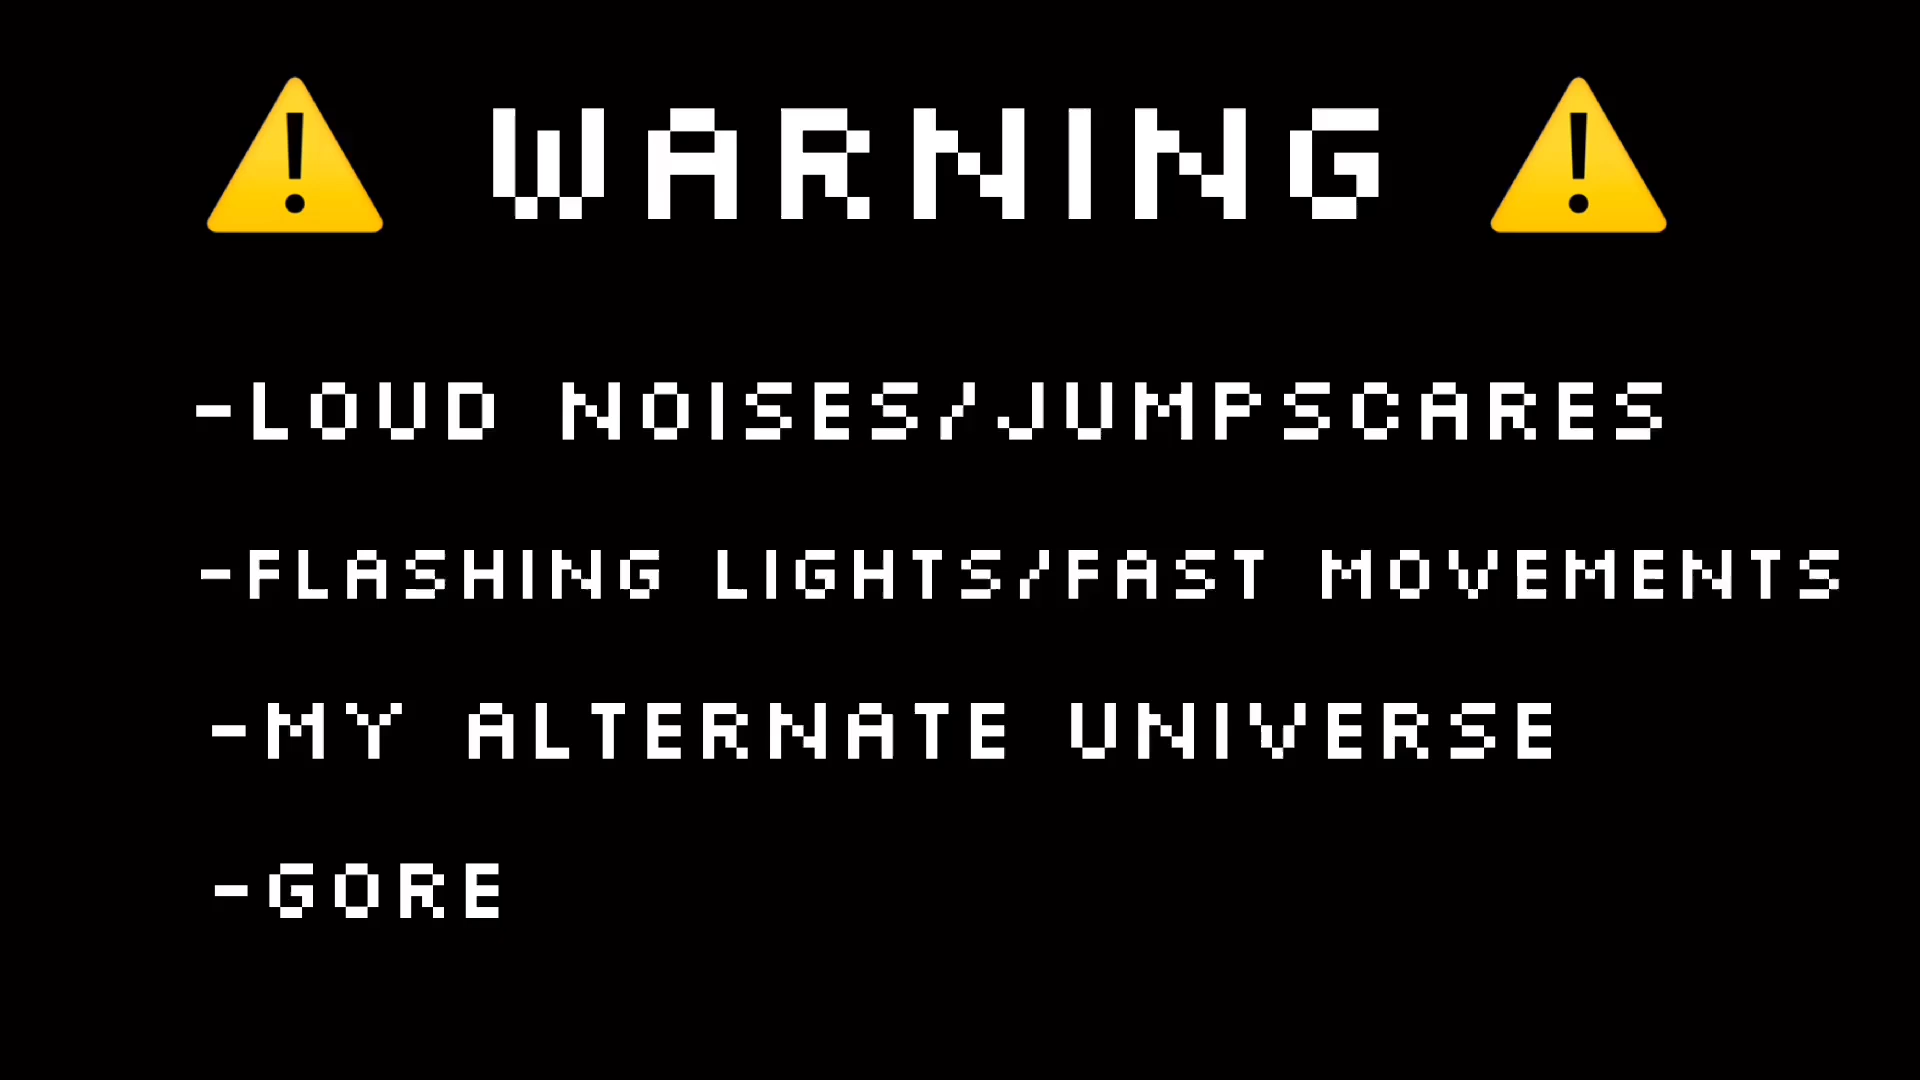 WARNING
-LOUD NOISES/JUMPSCARES
-FLASHING LIGHTS/FAST MOVEMENTS
-MY ALTERNATE UNIVERSE
-GORE